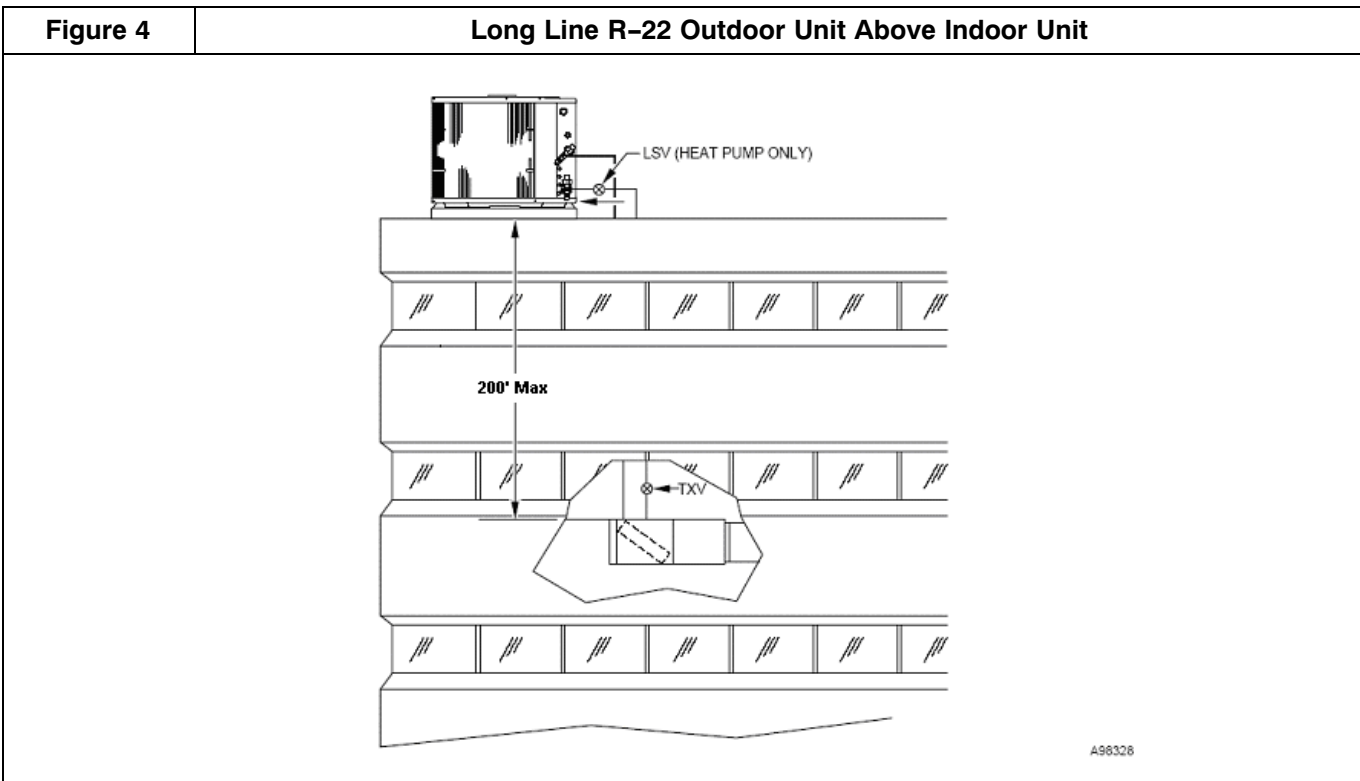 Figure 4
Long Line R−22 Outdoor Unit Above Indoor Unit
LSV (HEAT PUMP ONLY)
200' Max
TXV
A98328